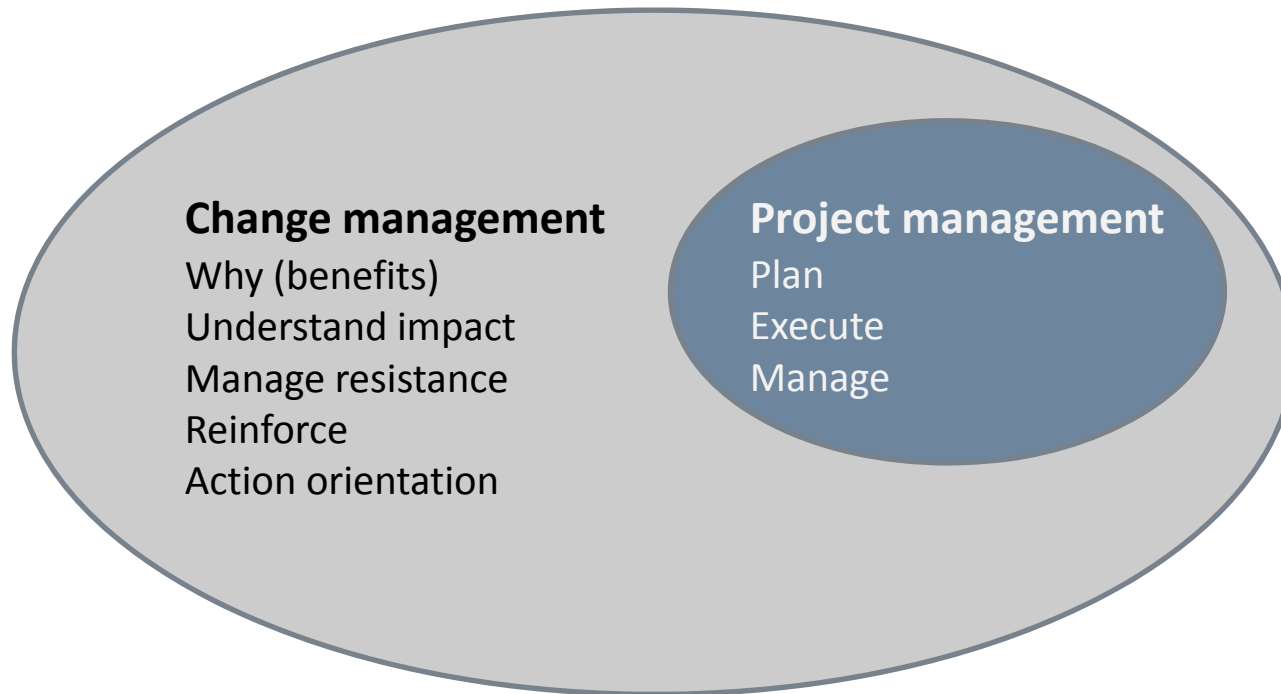 Change management
Why (benefits)
Understand impact
Manage resistance
Reinforce
Action orientation
Project management
Plan
Execute
Manage